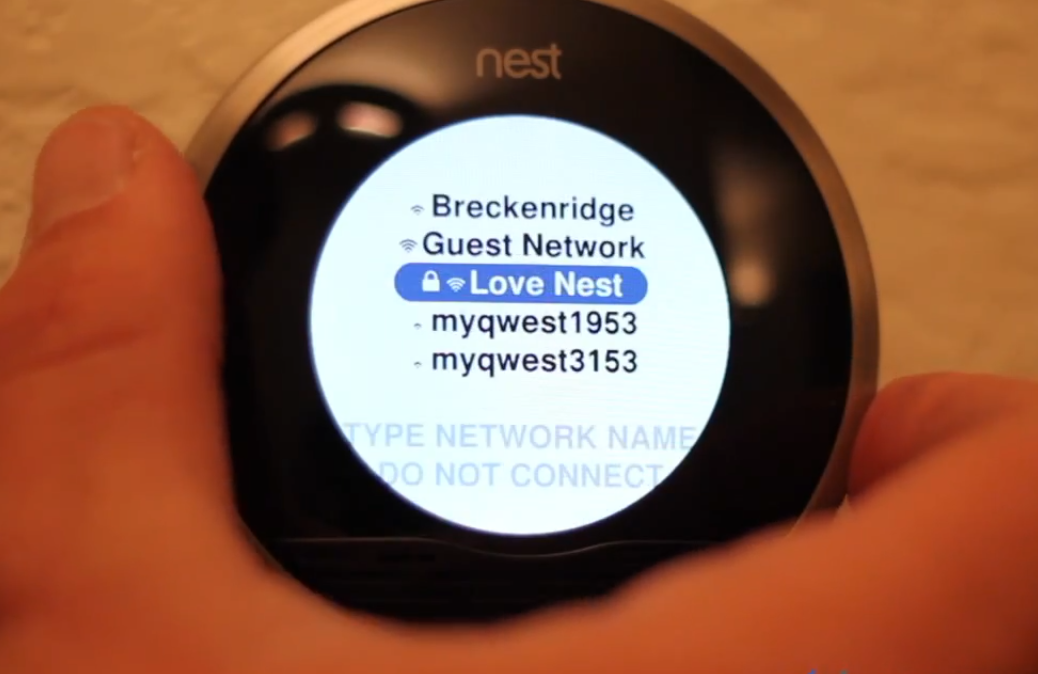 nest
Breckenridge
Guest Network
Love Nest
myqwest1953
myqwest3153
TYPE NETWORK NAME
DO NOT CONNECT